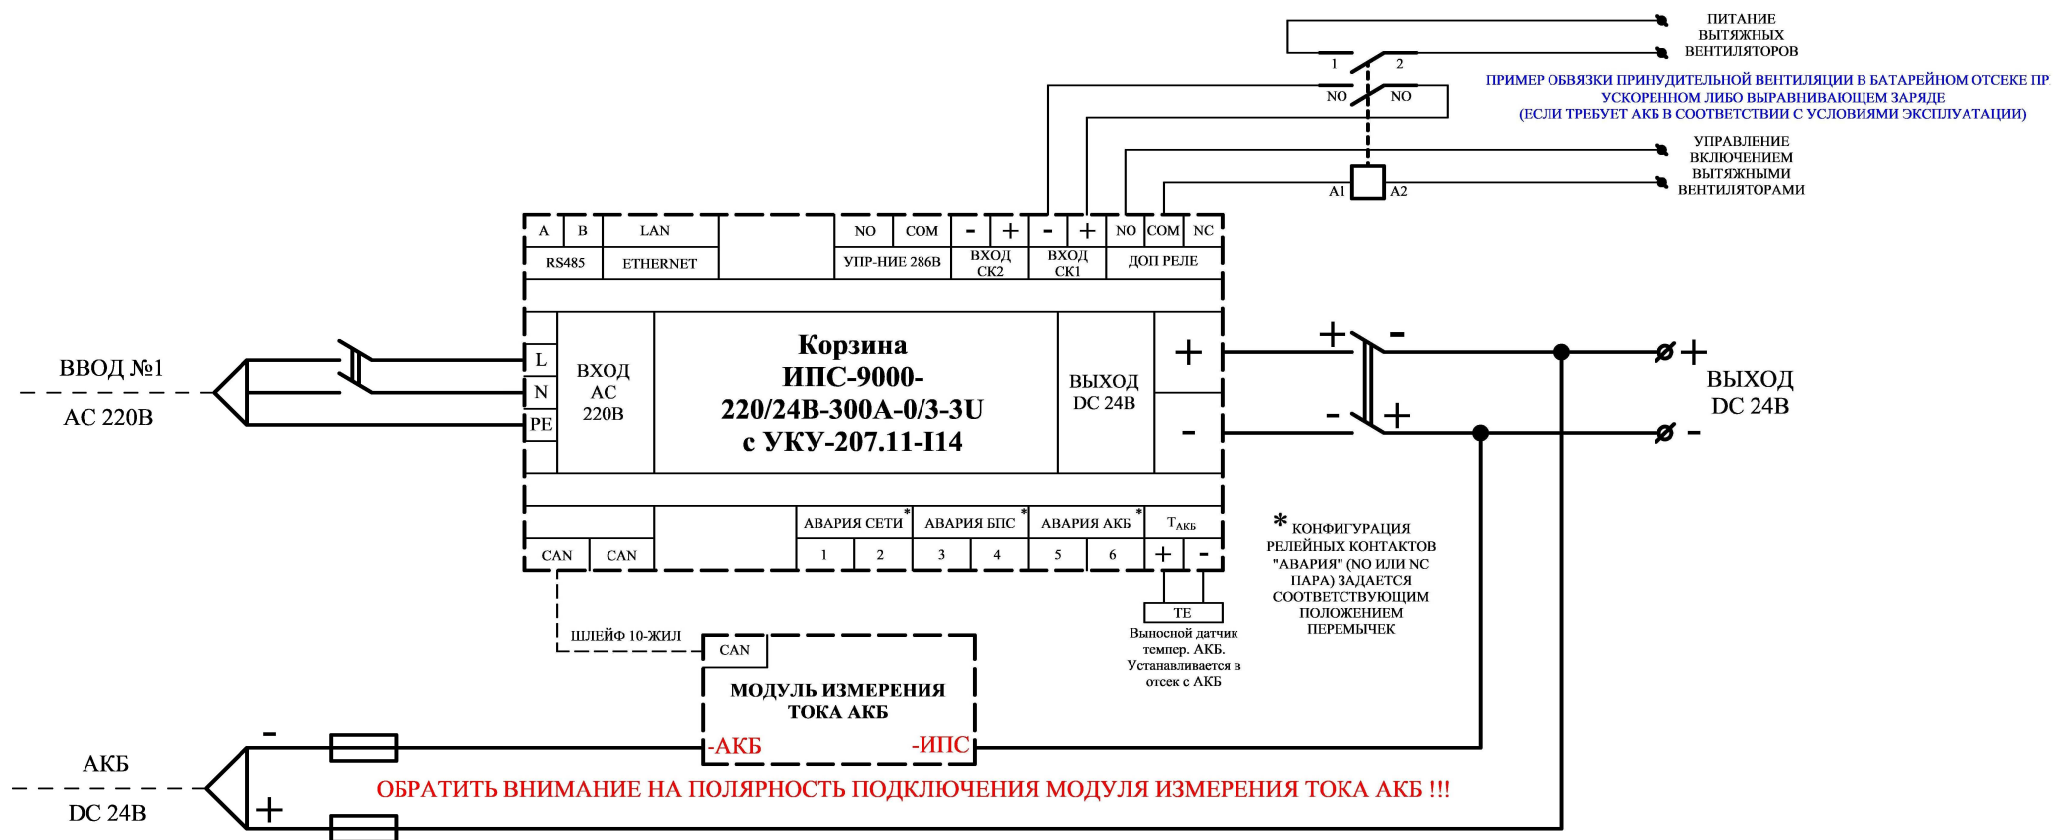 ПИТАНИЕ
ВЫТЯЖНЫХ
ВЕНТИЛЯТОРОВ
1
2
NO
NO
ПРИМЕР ОБВЯЗКИ ПРИНУДИТЕЛЬНОЙ ВЕНТИЛЯЦИИ В БАТАРЕЙНОМ ОТСЕКЕ ПР
УСКОРЕННОМ ЛИБО ВЫРАВНИВАЮЩЕМ ЗАРЯДЕ
(ЕСЛИ ТРЕБУЕТ АКБ В СООТВЕТСТВИИ С УСЛОВИЯМИ ЭКСПЛУАТАЦИИ)
УПРАВЛЕНИЕ
ВКЛЮЧЕНИЕМ
ВЫТЯЖНЫМИ
ВЕНТИЛЯТОРАМИ
A1
A2
A B LAN NO COM - + - + NO COM NC
RS485 ETHERNET УПР-НИЕ 286В ВХОД СК2 ВХОД СК1 ДОП РЕЛЕ
ВВОД №1
АС 220В
L
N
PE
ВХОД
АС
220В
Корзина
ИПС-9000-
220/24В-300А-0/3-3U
с УКУ-207.11-I14
ВЫХОД
DC 24В
+
-
+ -
- +
+
-
ВЫХОД
DC 24В
АВАРИЯ СЕТИ* АВАРИЯ БПС* АВАРИЯ АКБ* TАКБ
CAN CAN 1 2 3 4 5 6 + -
* КОНФИГУРАЦИЯ
РЕЛЕЙНЫХ КОНТАКТОВ
"АВАРИЯ" (NO ИЛИ NC
ПАРА) ЗАДАЕТСЯ
СООТВЕТСТВУЮЩИМ
ПОЛОЖЕНИЕМ
ПЕРЕМЫЧЕК
TE
Выносной датчик
темпер. АКБ.
Устанавливается в
отсек с АКБ
ШЛЕЙФ 10-ЖИЛ
CAN
МОДУЛЬ ИЗМЕРЕНИЯ
ТОКА АКБ
-АКБ -ИПС
-
АКБ
DC 24В
+
ОБРАТИТЬ ВНИМАНИЕ НА ПОЛЯРНОСТЬ ПОДКЛЮЧЕНИЯ МОДУЛЯ ИЗМЕРЕНИЯ ТОКА АКБ !!!